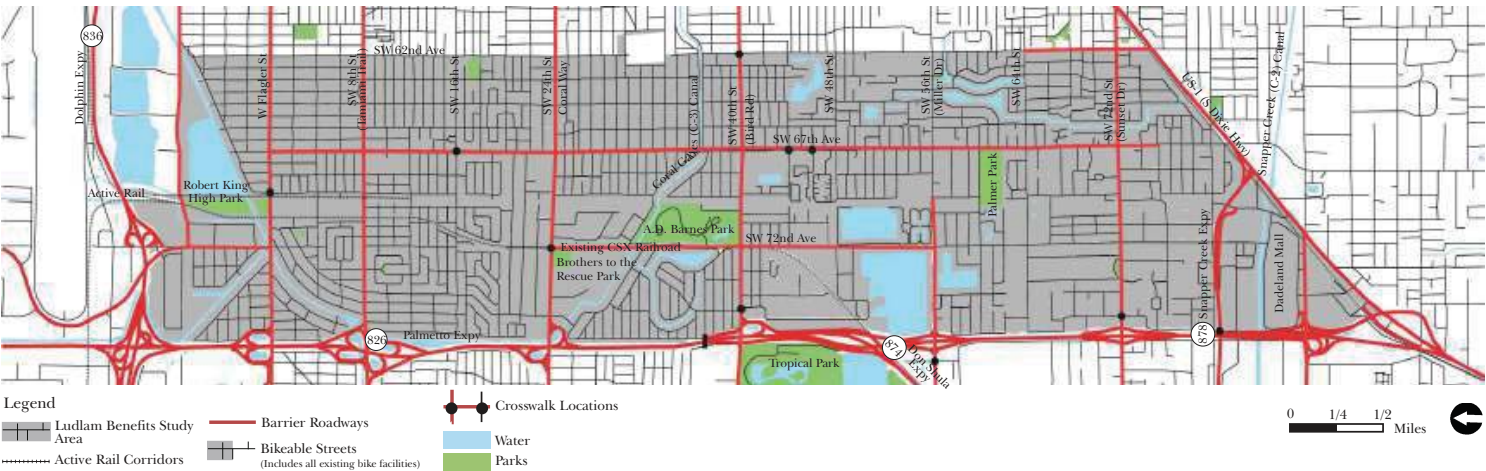 836
Dolphin Expy
Active Rail
Robert King
High Park
W Flagler St
SW 8th St
(Tamiami Trail)
SW 62nd Ave
SW 16th St
SW 24th St
Coral Way
Coral Gables (C-3) Canal
SW 40th St
(Bird Rd)
SW 48th St
SW 67th Ave
SW 56th St
(Miller Dr)
SW 64th St
SW 72nd St
(Sunset Dr)
US-1 (S Dixie Hwy)
Snapper Creek (C-2) Canal
Palmer Park
A.D. Barnes Park
SW 72nd Ave
Existing CSX Railroad
Brothers to the
Rescue Park
Snapper Creek Expy
Dadeland Mall
Palmetto Expy
826
874
878
Don Shula
Expy
Tropical Park
Legend
Ludlam Benefits Study
Area
Active Rail Corridors
Barrier Roadways
Bikeable Streets
(Includes all existing bike facilities)
Crosswalk Locations
Water
Parks
0 1/4 1/2
Miles